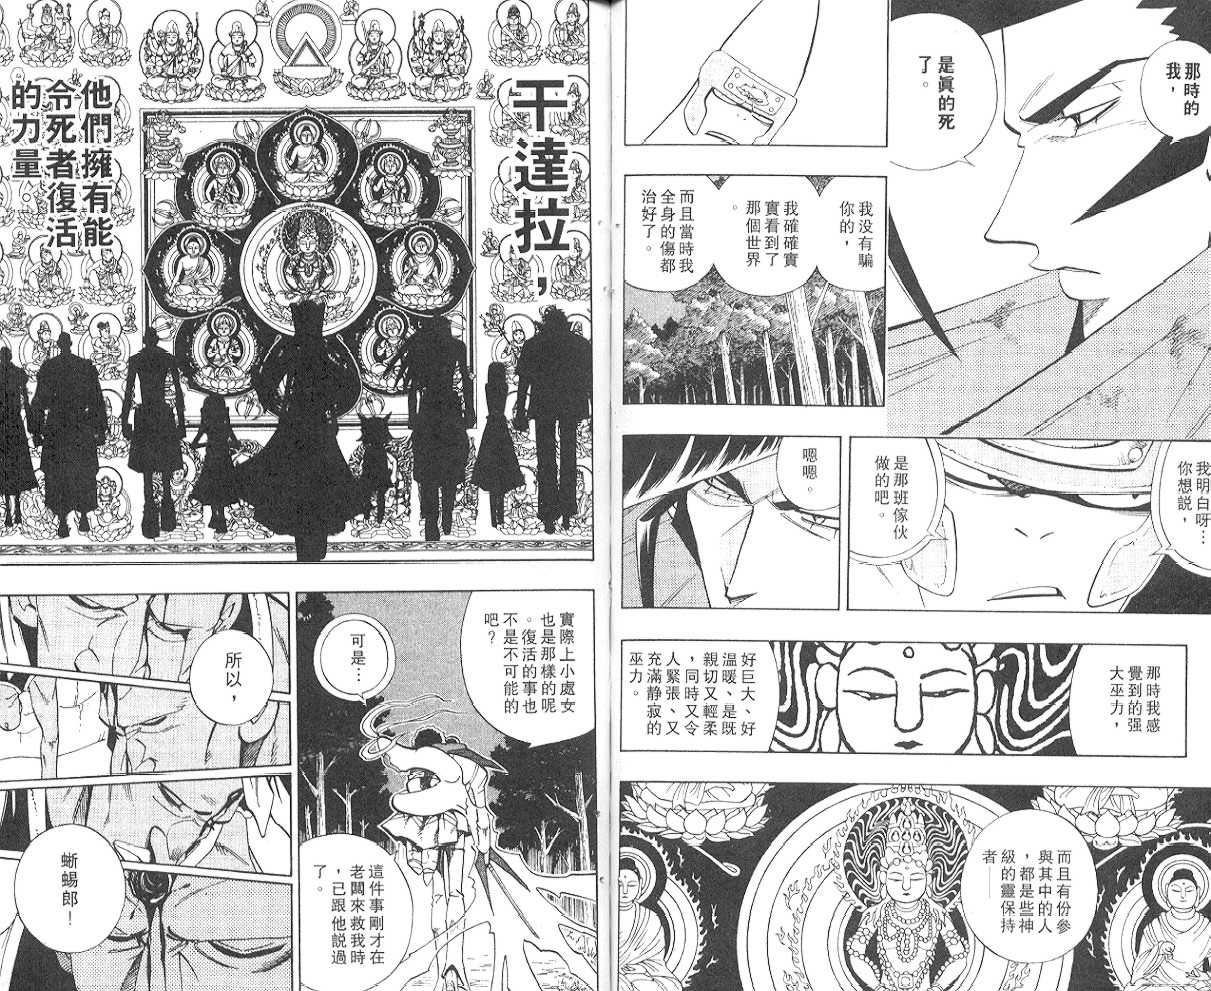 那時的
我，
是眞的死
了。
我没有騙
你的，
我確確實
實看到了
那個世界
。
而且當時我
全身的傷都
治好了。
我明白呀…
你想説，
是那班傢伙
做的吧。
嗯嗯。
那時我感
覺到的强
大巫力，
好巨大、好
温暖、是既
親切又輕柔
，同時又令
人緊張、又
充滿静寂的
巫力。
而且有份參
與其中的人
，都是些神
級的靈保持
者——
干達拉，
他們擁有能
令死者復活
的力量
實際上小處女
也是那樣的呢
。復活的事也
不是不可能的
吧？
可是…
這件事剛才在
老闆來救我時
，已跟他説過
了。
所以，
蜥蜴郎！